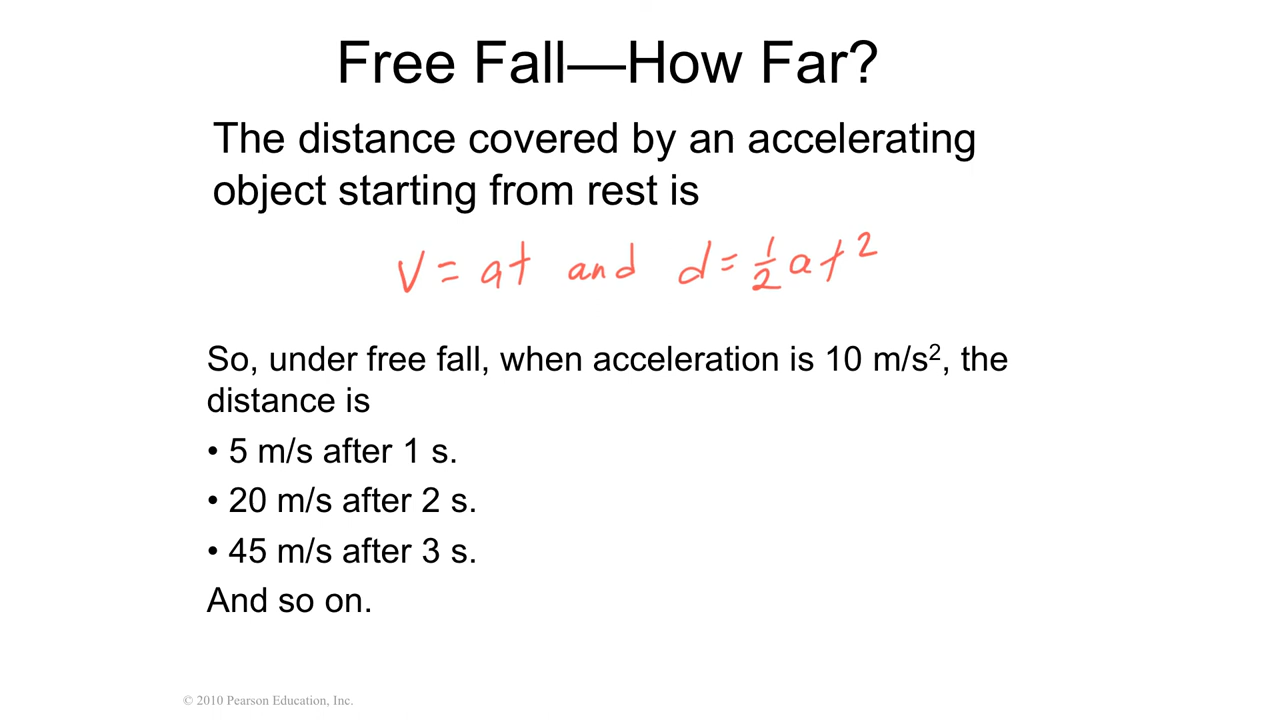 Free Fall—How Far?
The distance covered by an accelerating
object starting from rest is
v = at and d = ½ at²
So, under free fall, when acceleration is 10 m/s², the
distance is
• 5 m/s after 1 s.
• 20 m/s after 2 s.
• 45 m/s after 3 s.
And so on.
© 2010 Pearson Education, Inc.